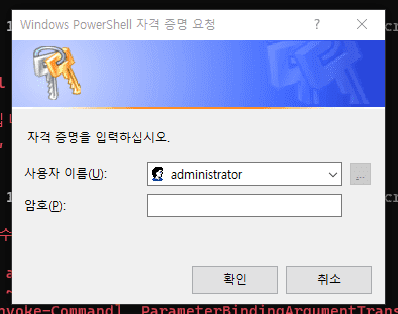 Windows PowerShell 자격 증명 요청
?
자격 증명을 입력하십시오.
사용자 이름(U):
administrator
...
암호(P):
확인
취소
nvoke-Command], ParameterBindingArgumentTrans